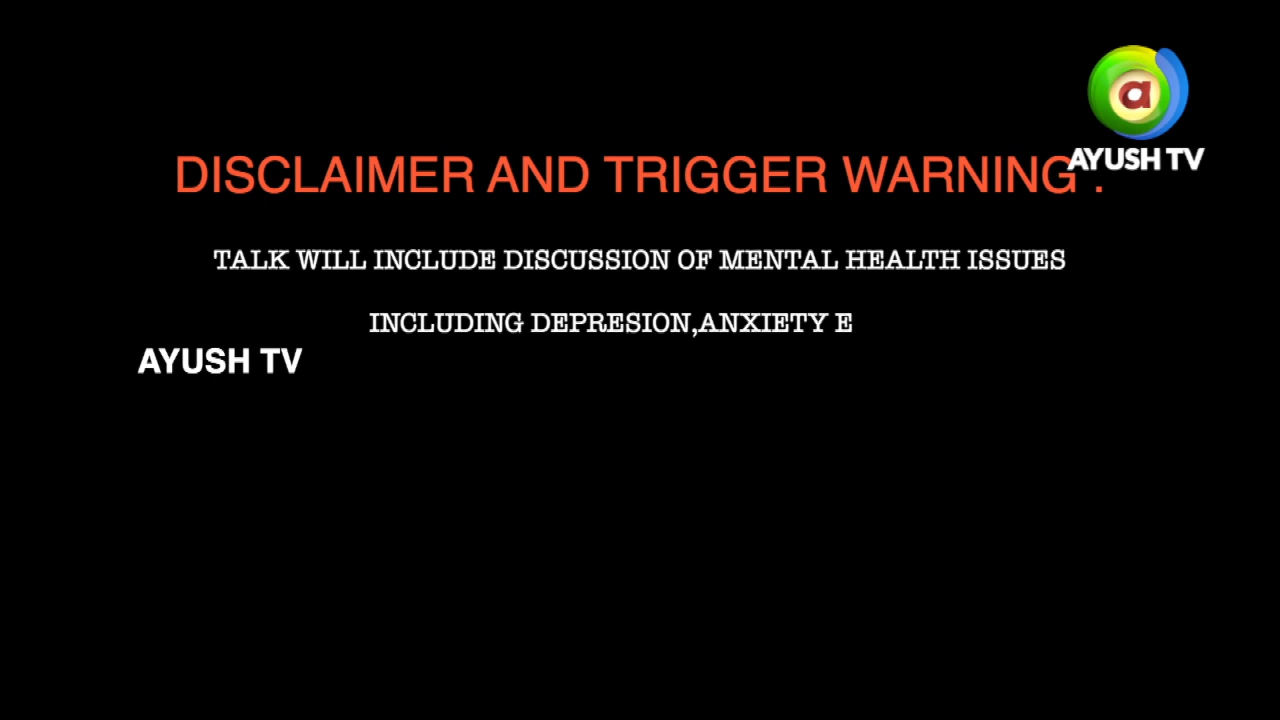 a
AYUSH TV
DISCLAIMER AND TRIGGER WARNING .
TALK WILL INCLUDE DISCUSSION OF MENTAL HEALTH ISSUES
INCLUDING DEPRESION,ANXIETY E
AYUSH TV